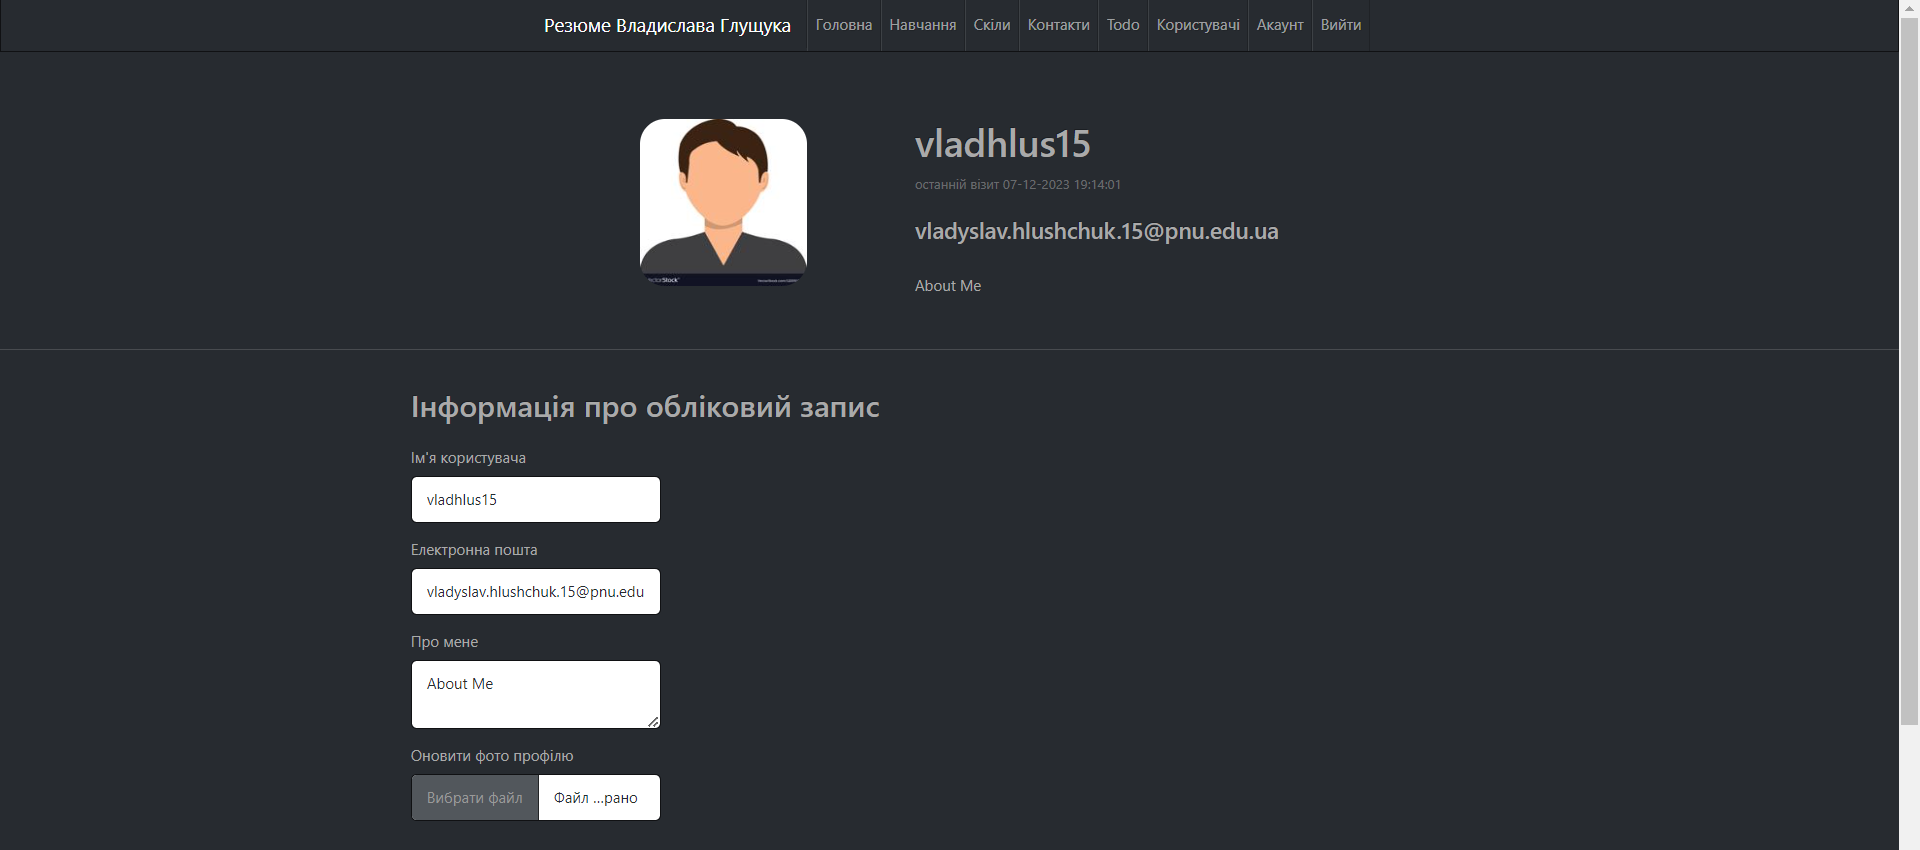 Резюме Владислава Глущука Головна Навчання Скіли Контакти Todo Користувачі Акаунт Вийти
vladhlus15
останній візит 07-12-2023 19:14:01
vladyslav.hlushchuk.15@pnu.edu.ua
About Me
Інформація про обліковий запис
Ім'я користувача
vladhlus15
Електронна пошта
vladyslav.hlushchuk.15@pnu.edu
Про мене
About Me
Оновити фото профілю
Вибрати файл Файл ...рано